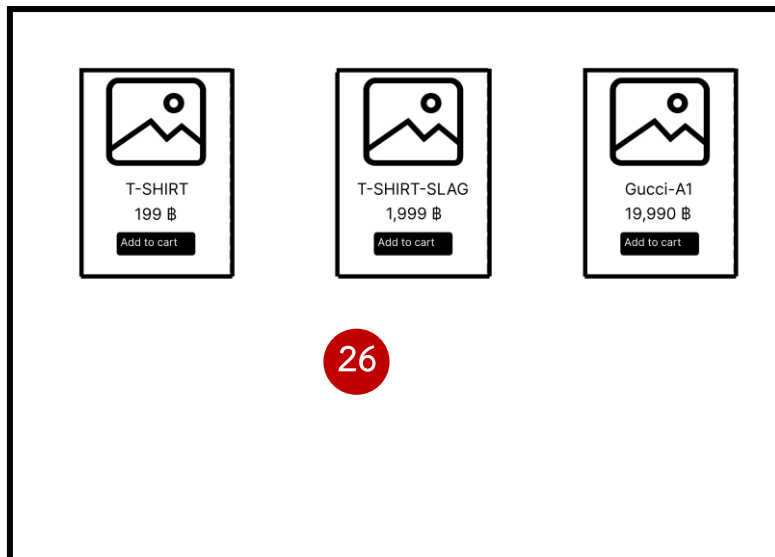 T-SHIRT
199 ฿
Add to cart
T-SHIRT-SLAG
1,999 ฿
Add to cart
Gucci-A1
19,990 ฿
Add to cart
26